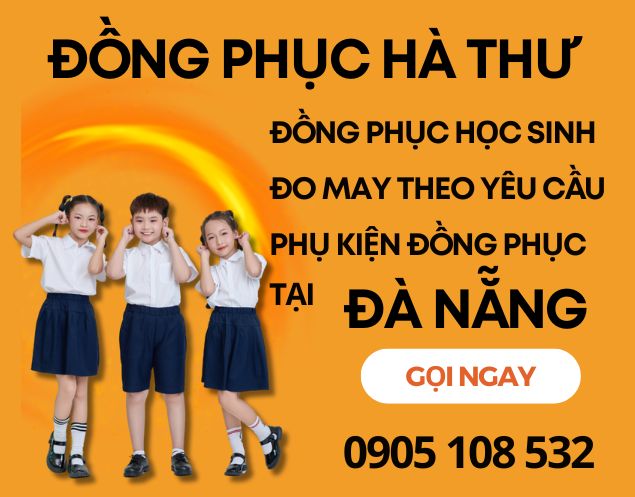 ĐỒNG PHỤC HÀ THƯ
ĐỒNG PHỤC HỌC SINH
ĐO MAY THEO YÊU CẦU
PHỤ KIỆN ĐỒNG PHỤC
TẠI ĐÀ NẴNG
GỌI NGAY
0905 108 532